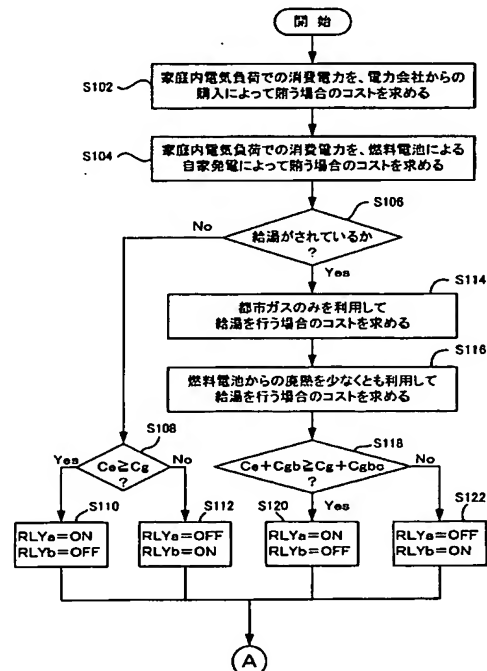 開 始
S102
家庭内電気負荷での消費電力を、電力会社からの
購入によって賄う場合のコストを求める
S104
家庭内電気負荷での消費電力を、燃料電池による
自家発電によって賄う場合のコストを求める
S106
No
給湯がされているか
?
Yes
S114
都市ガスのみを利用して
給湯を行う場合のコストを求める
S116
燃料電池からの廃熱を少なくとも利用して
給湯を行う場合のコストを求める
S108
Yes
Ce≧Cg
?
No
S118
Ce+Cgb≧Cg+Cgbc
?
No
Yes
S110
RLYa=ON
RLYb=OFF
S112
RLYa=OFF
RLYb=ON
S120
RLYa=ON
RLYb=OFF
S122
RLYa=OFF
RLYb=ON
A